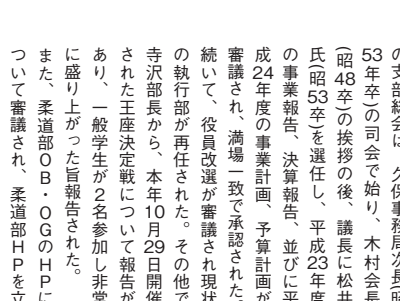 の支部総会は、久保事務局次長昭
53年卒)の司会で始り、木村会長
(昭48卒)の挨拶の後、議長に松井
氏(昭53卒)を選任し、平成23年度
の事業報告、決算報告、並びに平
成24年度の事業計画、予算計画が
審議され、満場一致で承認された。
続いて、役員改選が審議され現状
の執行部が再任された。その他で
寺沢部長から、本年10月29日開催
された王座決定戦について報告が
あり、一般学生が2名参加し非常
に盛り上がった旨報告された。
また、柔道部OB・OGのHPに
ついて審議され、柔道部HPを立